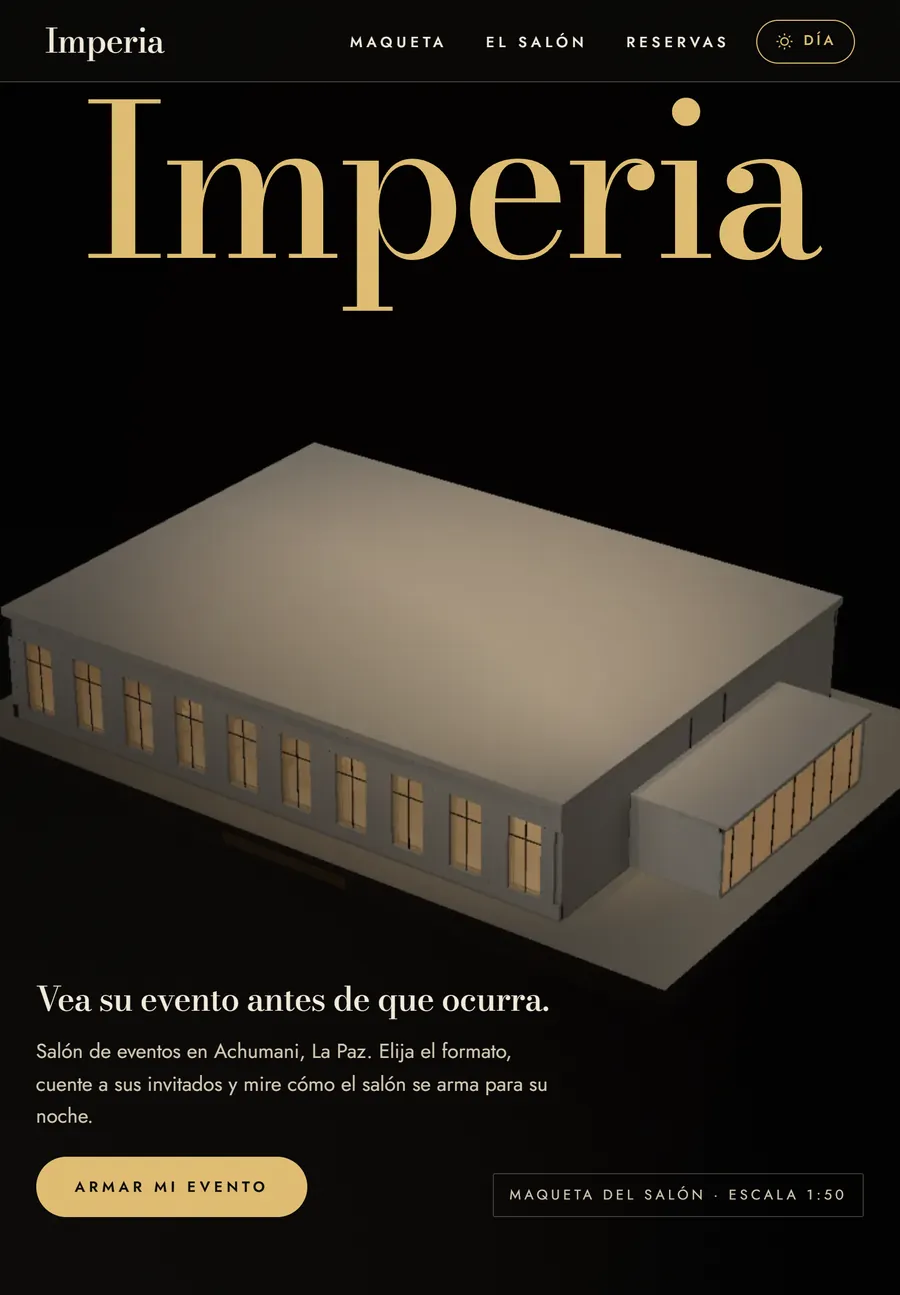 Imperia
MAQUETA
EL SALÓN
RESERVAS
DÍA
Imperia
Vea su evento antes de que ocurra.
Salón de eventos en Achumani, La Paz. Elija el formato,
cuente a sus invitados y mire cómo el salón se arma para su
noche.
ARMAR MI EVENTO
MAQUETA DEL SALÓN · ESCALA 1:50